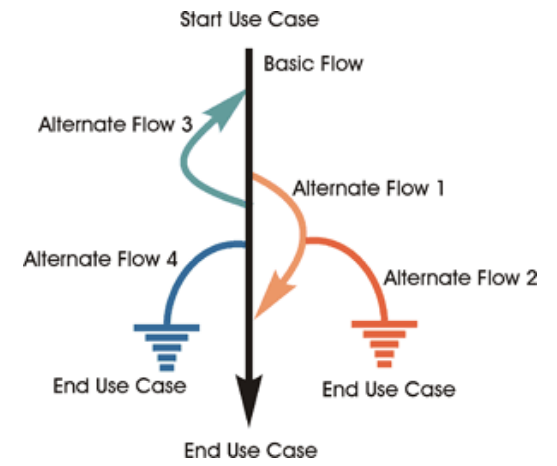 Start Use Case
Basic Flow
Alternate Flow 3
Alternate Flow 1
Alternate Flow 4
Alternate Flow 2
End Use Case
End Use Case
End Use Case